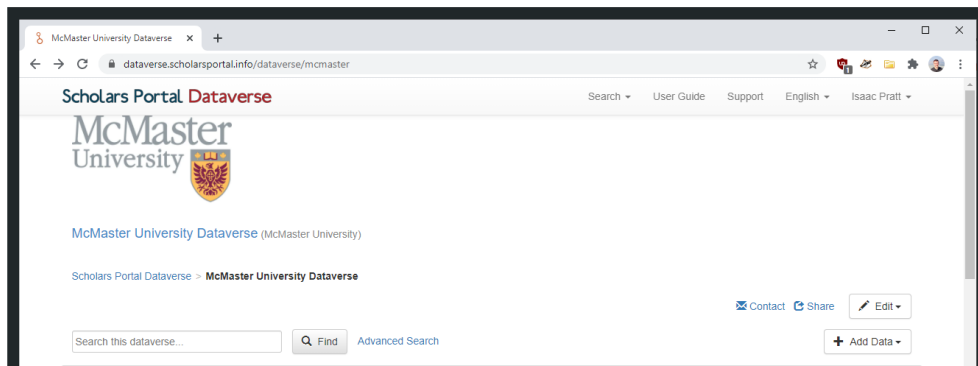 McMaster University Dataverse
dataverse.scholarsportal.info/dataverse/mcmaster
1
Scholars Portal Dataverse
Search User Guide Support English Isaac Pratt
McMaster
University
McMaster University Dataverse (McMaster University)
Scholars Portal Dataverse > McMaster University Dataverse
Contact Share Edit
Search this dataverse... Find Advanced Search
+ Add Data